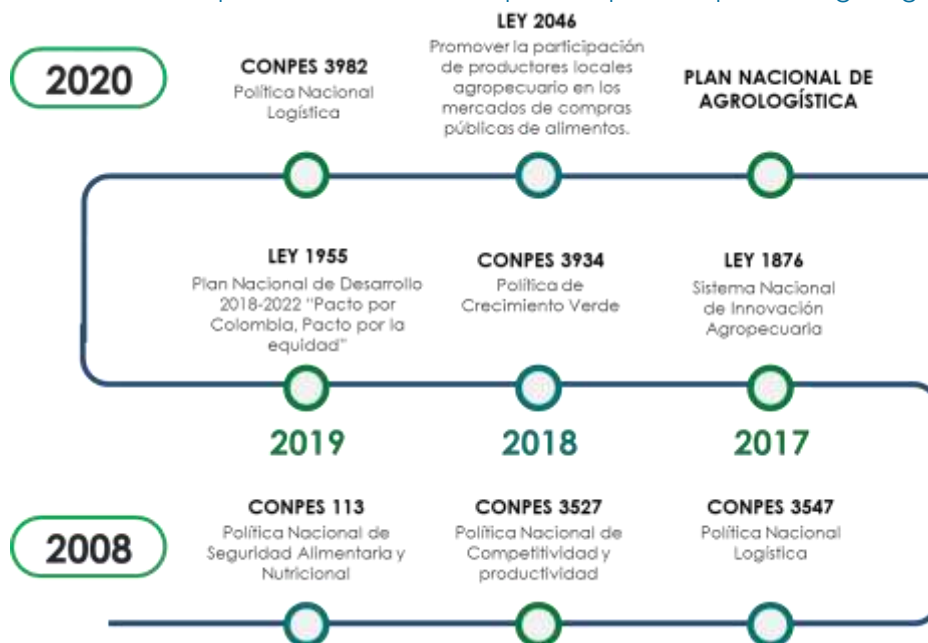 2020
CONPES 3982
Política Nacional
Logística
LEY 2046
Promover la participación
de productores locales
agropecuario en los
mercados de compras
públicas de alimentos.
PLAN NACIONAL DE
AGROLOGÍSTICA
LEY 1955
Plan Nacional de Desarrollo
2018-2022 "Pacto por
Colombia, Pacto por la
equidad"
2019
CONPES 3934
Política de
Crecimiento Verde
2018
LEY 1876
Sistema Nacional
de Innovación
Agropecuaria
2017
2008
CONPES 113
Política Nacional de
Seguridad Alimentaria y
Nutricional
CONPES 3527
Política Nacional de
Competitividad y
productividad
CONPES 3547
Política Nacional
Logística